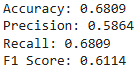 Accuracy: 0.6809
Precision: 0.5864
Recall: 0.6809
F1 Score: 0.6114